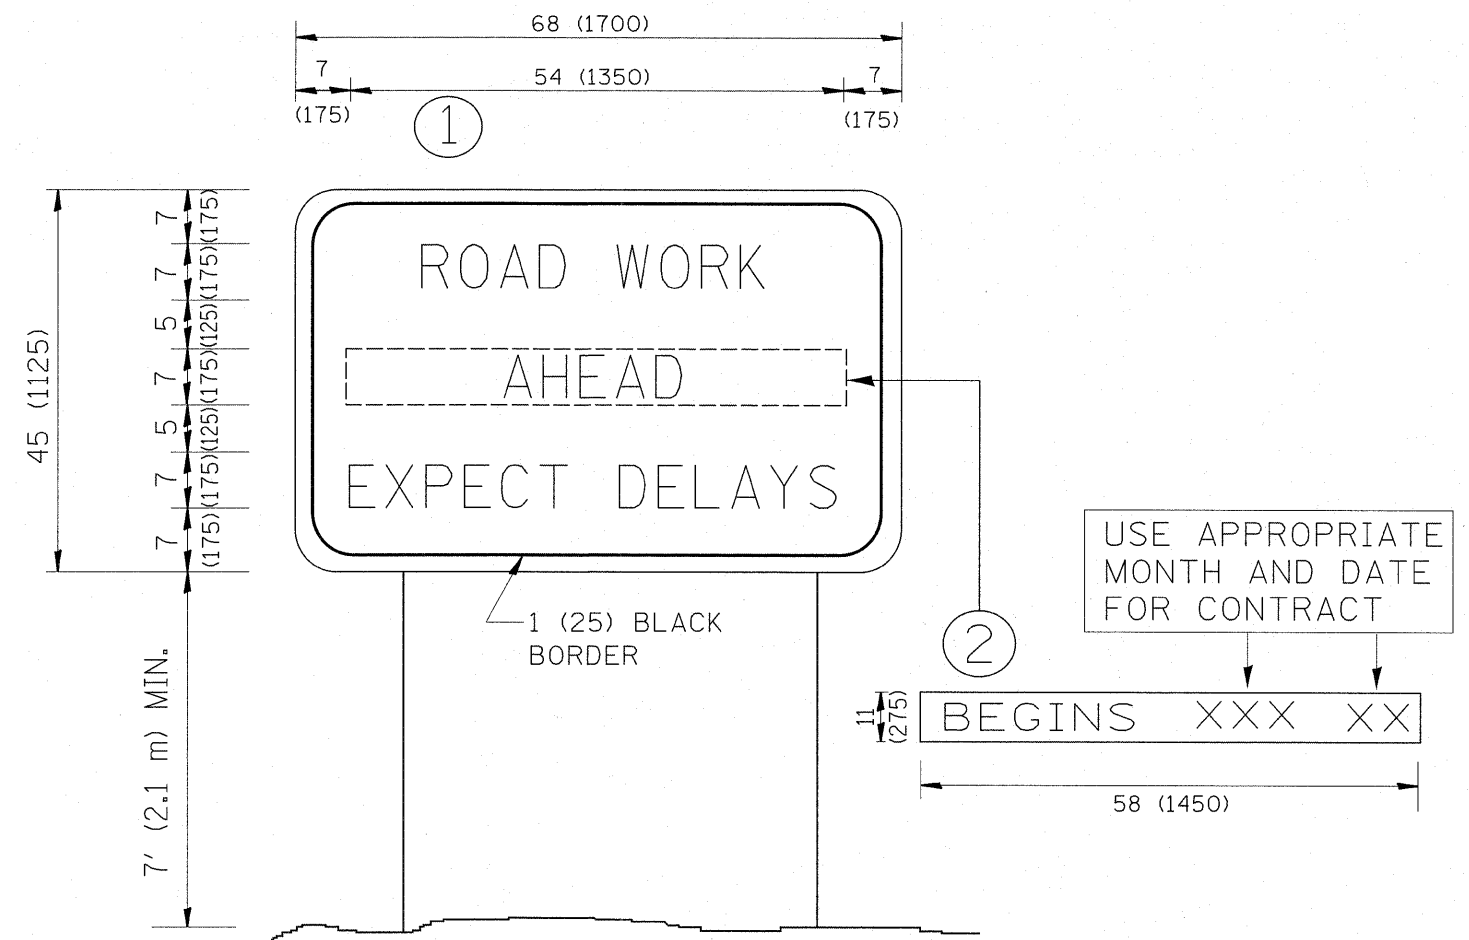 68 (1700)
7
54 (1350)
7
(175)
(175)
1
7
(175)
7
(175)
5
(125)
7
(175)
5
(125)
7
(175)
7
(175)
45 (1125)
ROAD WORK
AHEAD
EXPECT DELAYS
1 (25) BLACK
BORDER
7' (2.1 m) MIN.
USE APPROPRIATE
MONTH AND DATE
FOR CONTRACT
2
11
(275)
BEGINS XXX XX
58 (1450)